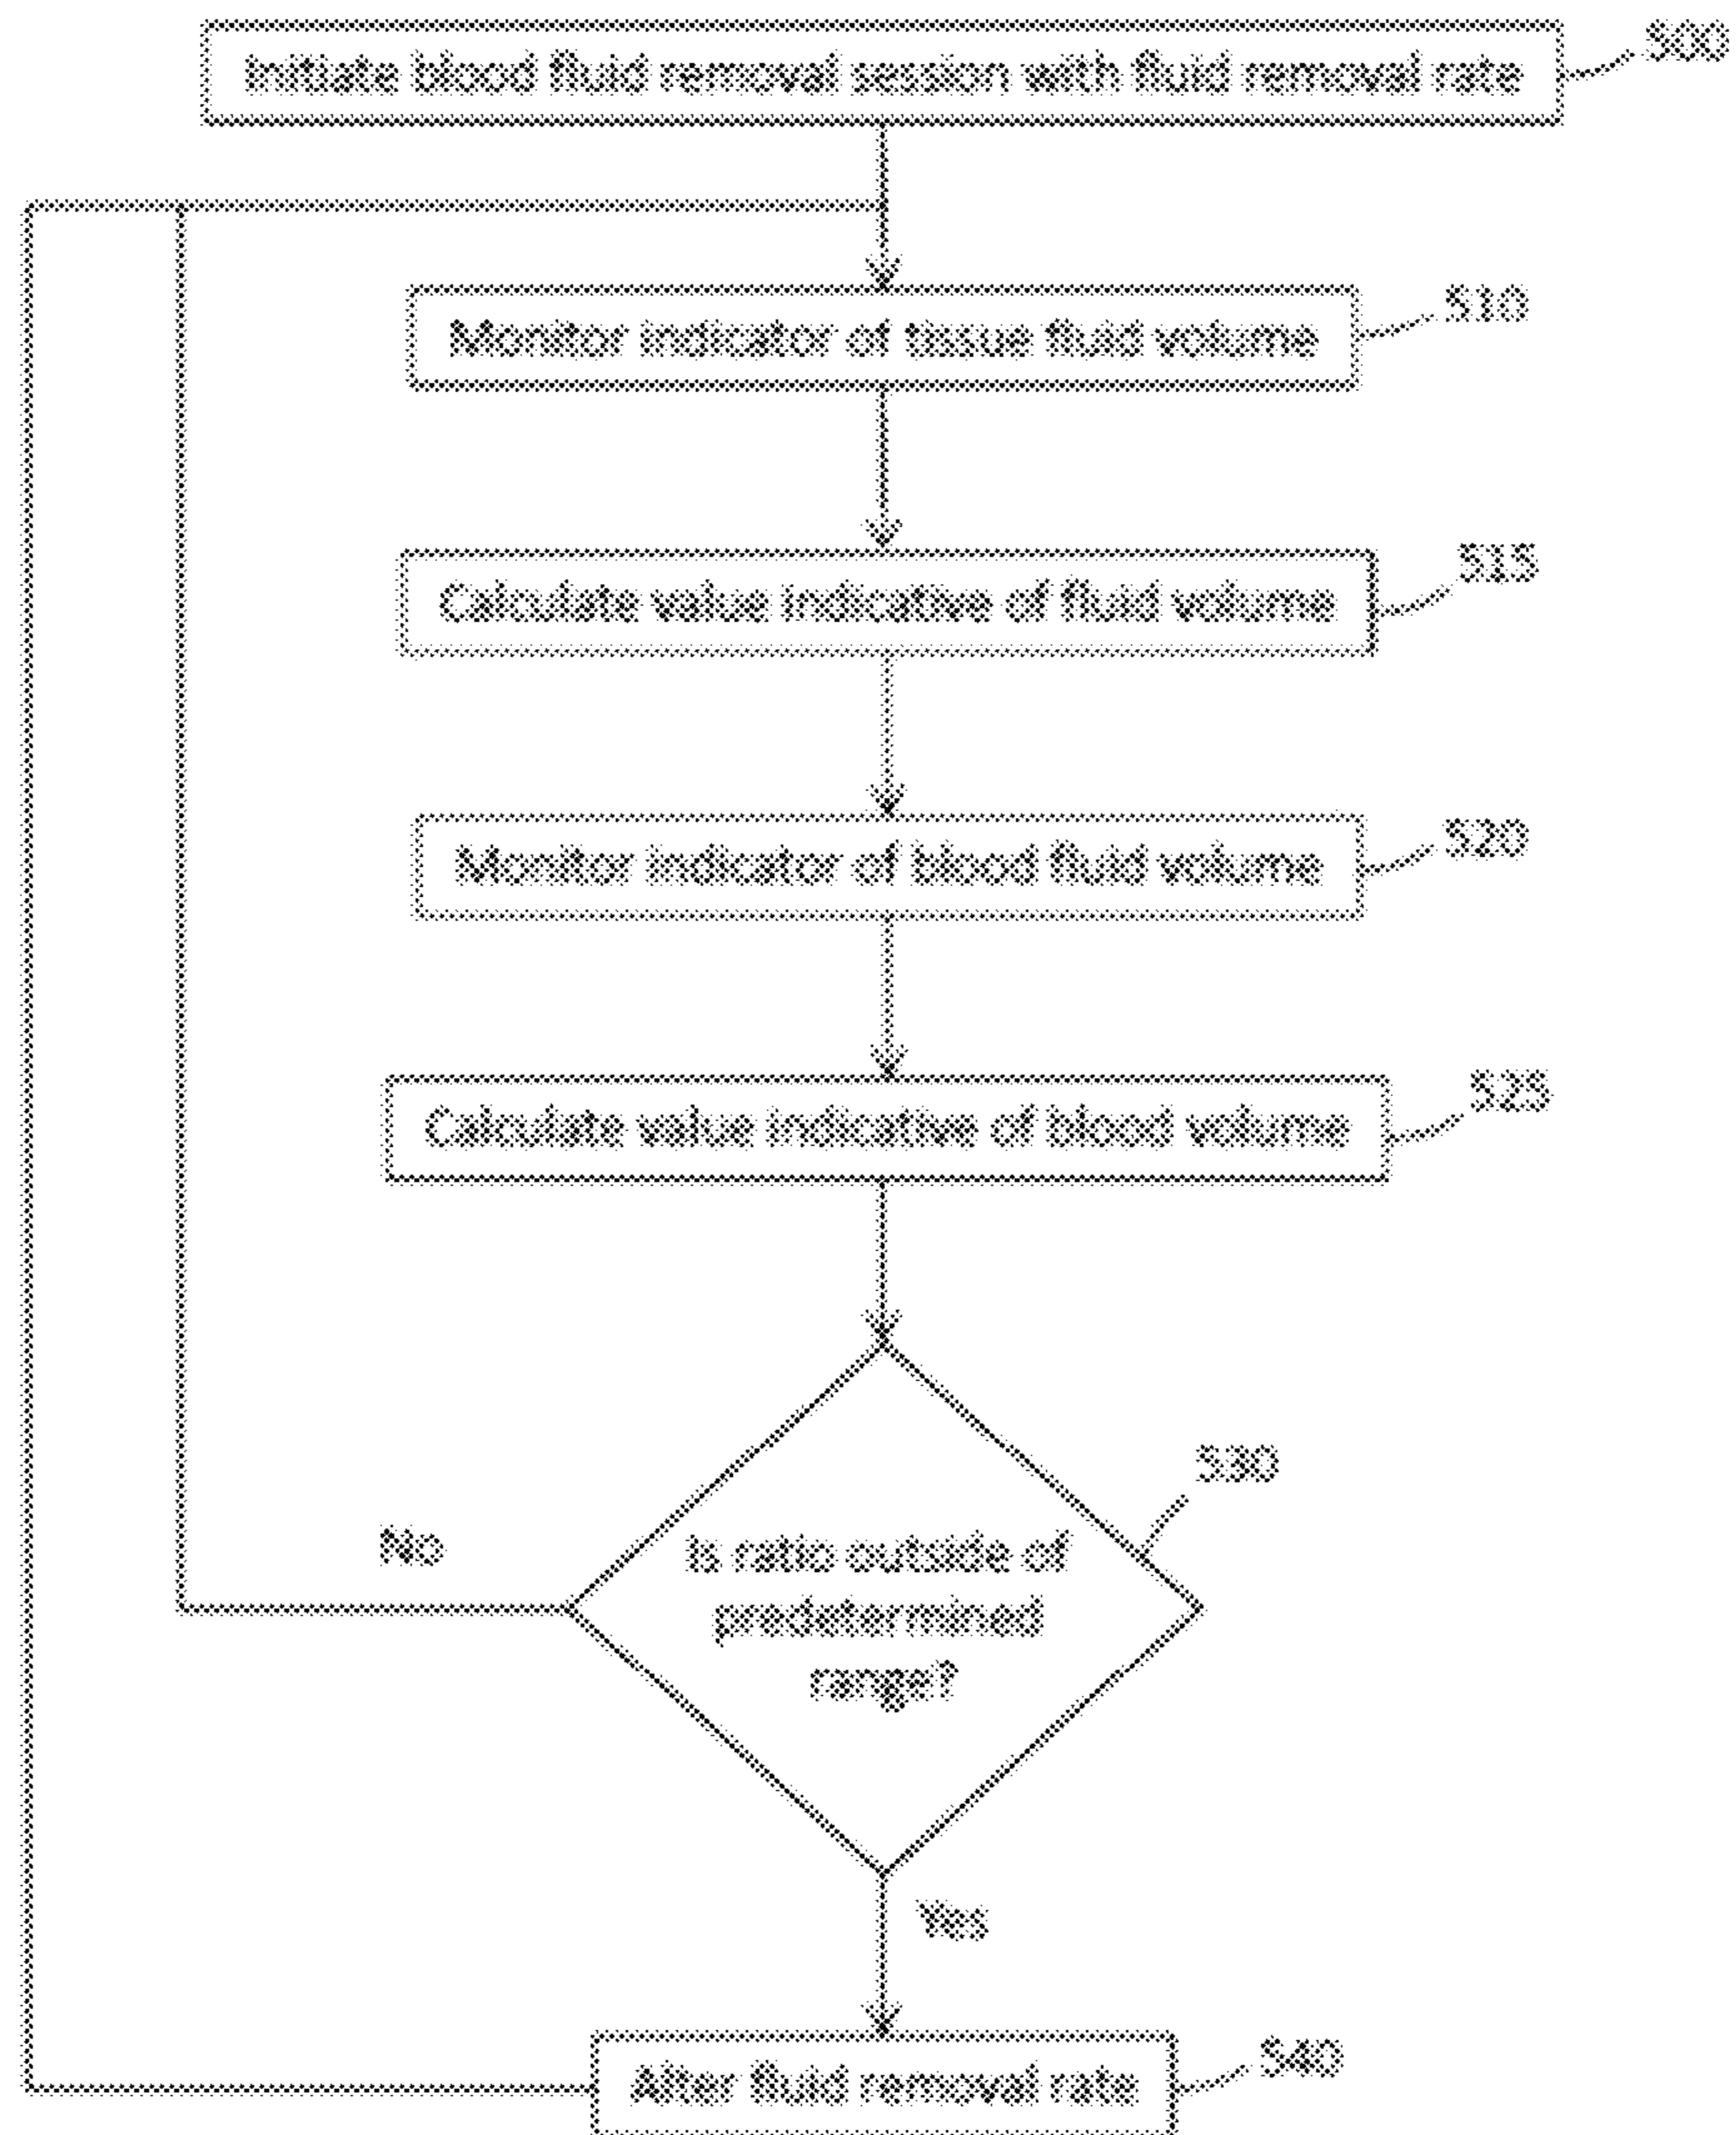 Initiate blood fluid removal session with fluid removal rate
500
Monitor indicator of tissue fluid volume
510
Calculate value indicative of fluid volume
515
Monitor indicator of blood fluid volume
520
Calculate value indicative of blood volume
525
530
Is ratio outside of
predetermined
range?
No
Yes
Alter fluid removal rate
540